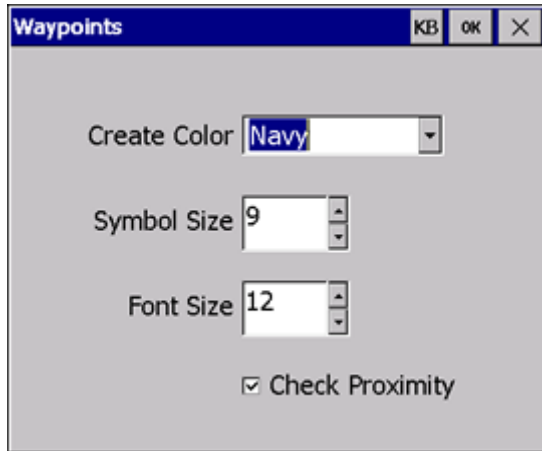 Waypoints KB OK
Create Color Navy
Symbol Size 9
Font Size 12
Check Proximity